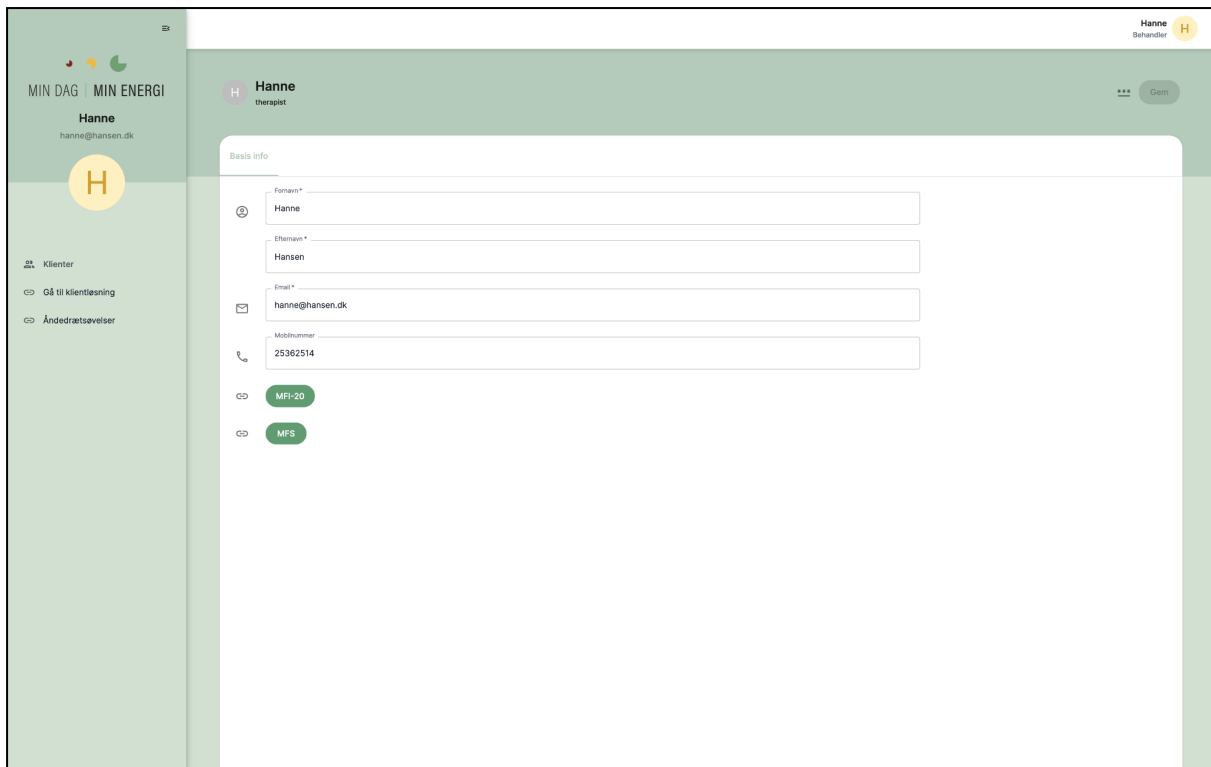 Hanne
Behandler
H
MIN DAG | MIN ENERGI
Hanne
hanne@hansen.dk
H
Klienter
Gå til klientløsning
Åndedrætsøvelser
H
Hanne
therapist
Gem
Basis info
Fornavn *
Hanne
Efternavn *
Hansen
Email *
hanne@hansen.dk
Mobilnummer
25362514
MFI-20
MFS